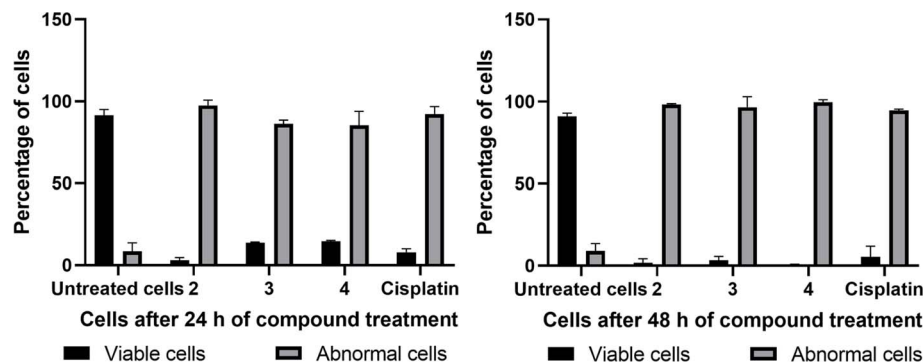 150
100
50
0
Percentage of cells
Untreated cells 2 3 4 Cisplatin
Cells after 24 h of compound treatment
Viable cells Abnormal cells
150
100
50
0
Percentage of cells
Untreated cells 2 3 4 Cisplatin
Cells after 48 h of compound treatment
Viable cells Abnormal cells